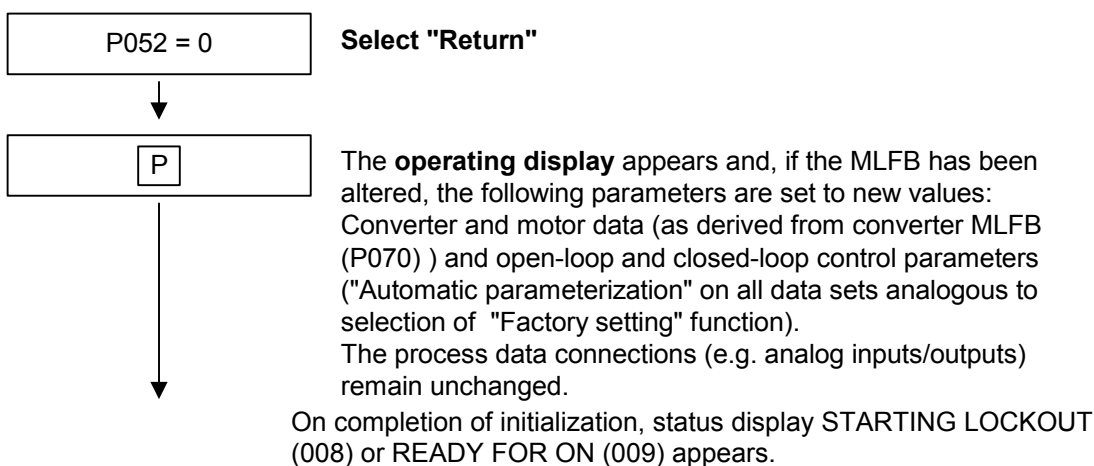 P052 = 0
Select "Return"
P
The operating display appears and, if the MLFB has been
altered, the following parameters are set to new values:
Converter and motor data (as derived from converter MLFB
(P070) ) and open-loop and closed-loop control parameters
("Automatic parameterization" on all data sets analogous to
selection of "Factory setting" function).
The process data connections (e.g. analog inputs/outputs)
remain unchanged.
On completion of initialization, status display STARTING LOCKOUT
(008) or READY FOR ON (009) appears.